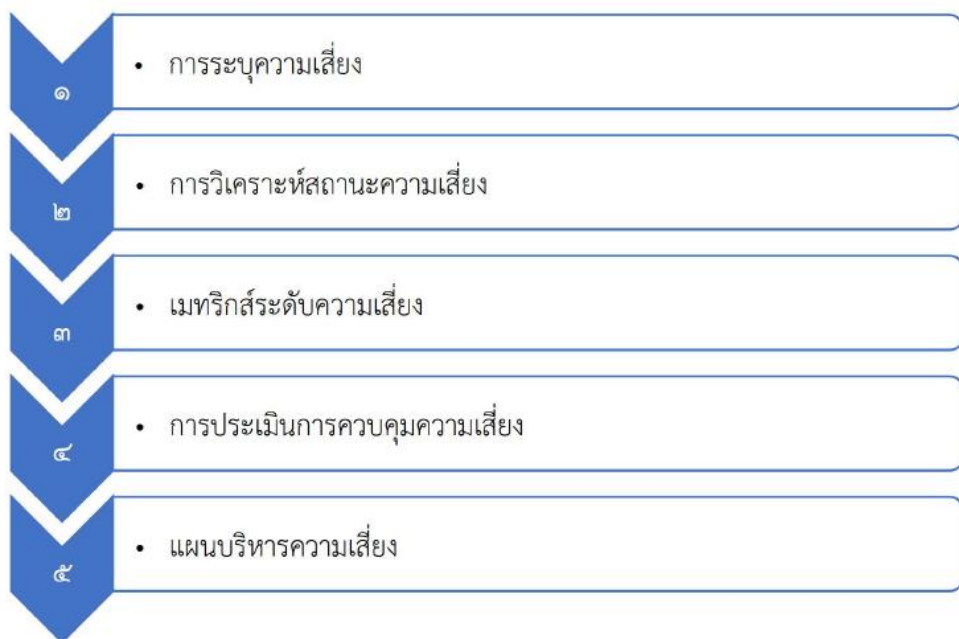 ๑
• การระบุความเสี่ยง
๒
• การวิเคราะห์สถานะความเสี่ยง
๓
• เมทริกส์ระดับความเสี่ยง
๔
• การประเมินการควบคุมความเสี่ยง
๕
• แผนบริหารความเสี่ยง